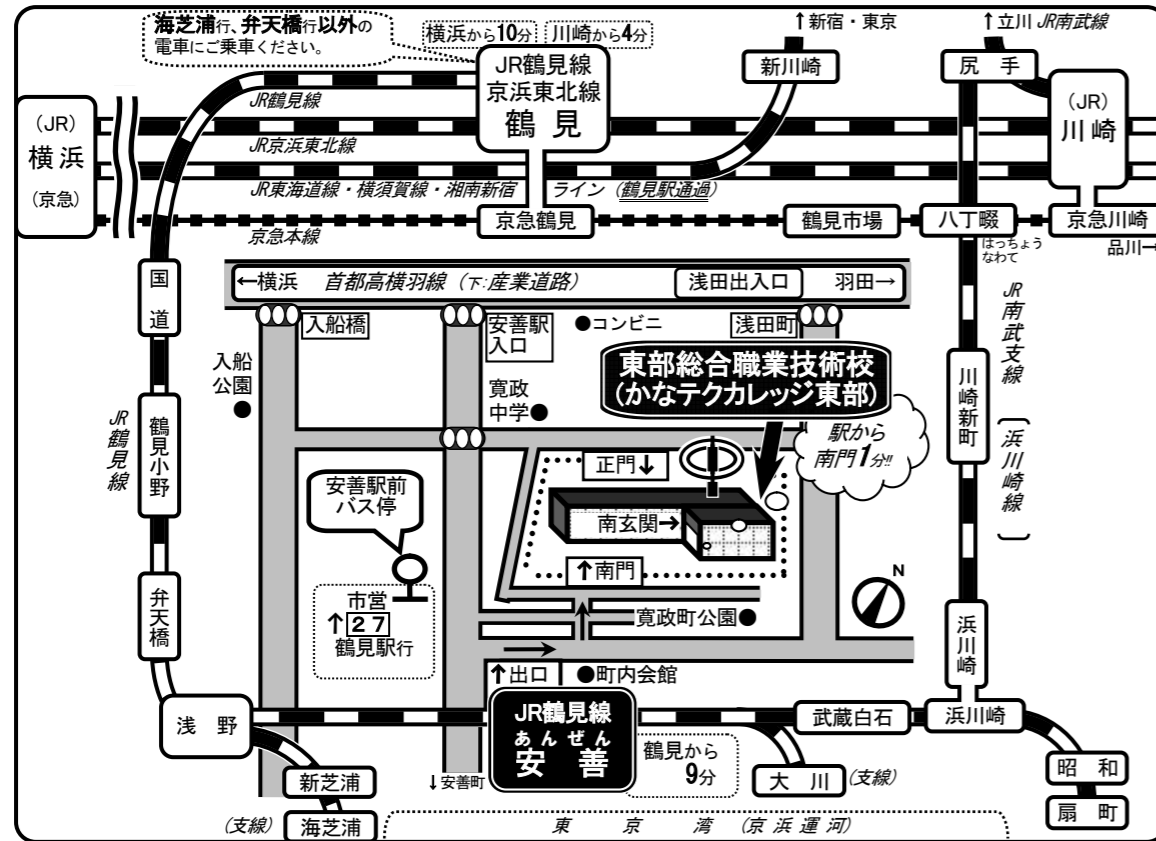 海芝浦行、弁天橋行以外の
電車にご乗車ください。
横浜から10分
川崎から4分
↑新宿・東京
↑立川 JR南武線
JR鶴見線
京浜東北線
鶴見
新川崎
尻手
(JR)
川崎
(JR)
横浜
(京急)
JR鶴見線
JR京浜東北線
JR東海道線・横須賀線・湘南新宿 ライン (鶴見駅通過)
京急鶴見
鶴見市場
八丁畷
京急川崎
京急本線
はっちょう
なわて
品川→
国道
←横浜 首都高横羽線 (下:産業道路)
浅田出入口
羽田→
入船橋
安善駅
入口
●コンビニ
浅田町
JR南武支線
(浜川崎線)
入船
公園
●
寛政
中学●
東部総合職業技術校
(かなテクカレッジ東部)
川崎新町
JR鶴見線
鶴見小野
駅から
南門1分!!
正門↓
安善駅前
バス停
南玄関→
↑南門
N
弁天橋
市営
↑27
鶴見駅行
寛政町公園●
浜川崎
→
↑出口
●町内会館
浅野
JR鶴見線
あんぜん
安善
武蔵白石
浜川崎
鶴見から
9分
新芝浦
↓安善町
大川
(支線)
昭和
(支線)
海芝浦
扇町
東京湾 (京浜運河)